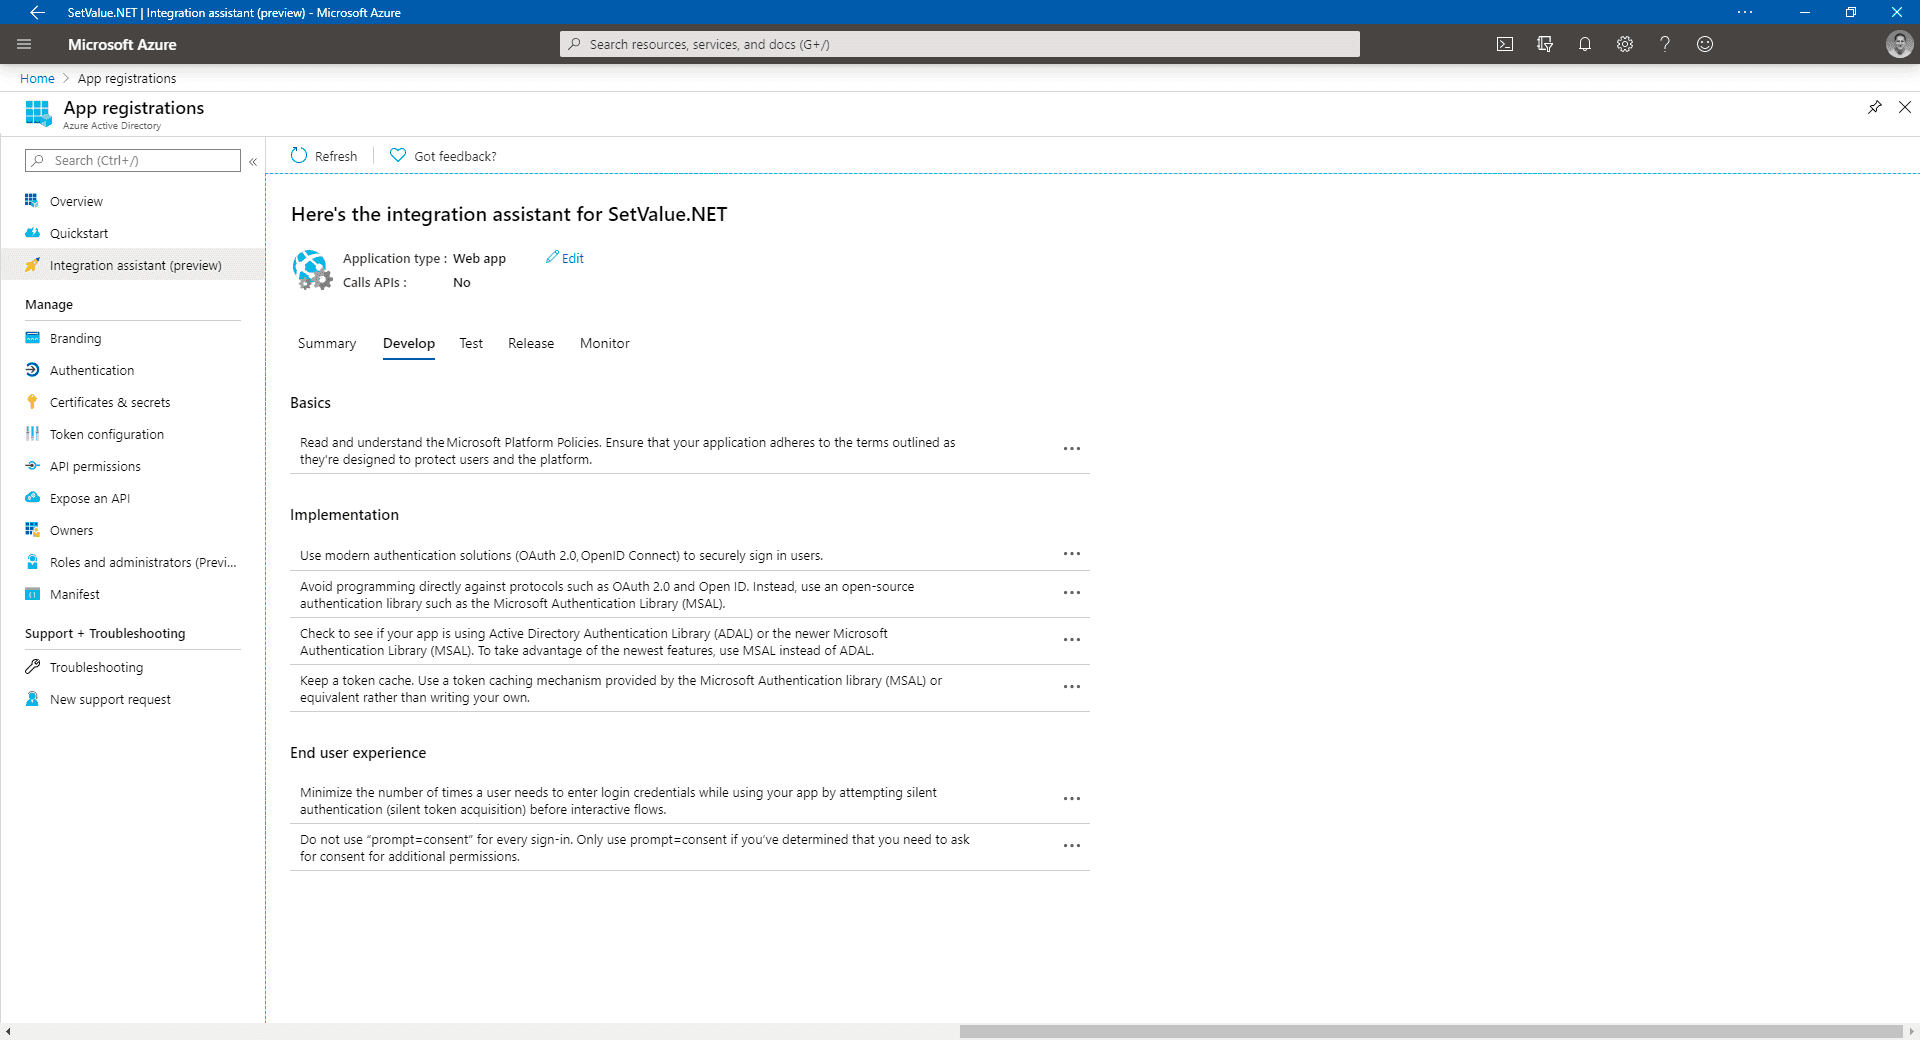 SetValue.NET | Integration assistant (preview) - Microsoft Azure
Microsoft Azure
Search resources, services, and docs (G+/)
Home > App registrations
App registrations
Azure Active Directory
Search (Ctrl+/)
«
Overview
Quickstart
Integration assistant (preview)
Manage
Branding
Authentication
Certificates & secrets
Token configuration
API permissions
Expose an API
Owners
Roles and administrators (Previ...
Manifest
Support + Troubleshooting
Troubleshooting
New support request
Refresh
Got feedback?
Here's the integration assistant for SetValue.NET
Application type : Web app
Edit
Calls APIs : No
Summary Develop Test Release Monitor
Basics
Read and understand the Microsoft Platform Policies. Ensure that your application adheres to the terms outlined as
they're designed to protect users and the platform.
Implementation
Use modern authentication solutions (OAuth 2.0, OpenID Connect) to securely sign in users.
Avoid programming directly against protocols such as OAuth 2.0 and Open ID. Instead, use an open-source
authentication library such as the Microsoft Authentication Library (MSAL).
Check to see if your app is using Active Directory Authentication Library (ADAL) or the newer Microsoft
Authentication Library (MSAL). To take advantage of the newest features, use MSAL instead of ADAL.
Keep a token cache. Use a token caching mechanism provided by the Microsoft Authentication library (MSAL) or
equivalent rather than writing your own.
End user experience
Minimize the number of times a user needs to enter login credentials while using your app by attempting silent
authentication (silent token acquisition) before interactive flows.
Do not use “prompt=consent” for every sign-in. Only use prompt=consent if you’ve determined that you need to ask
for consent for additional permissions.